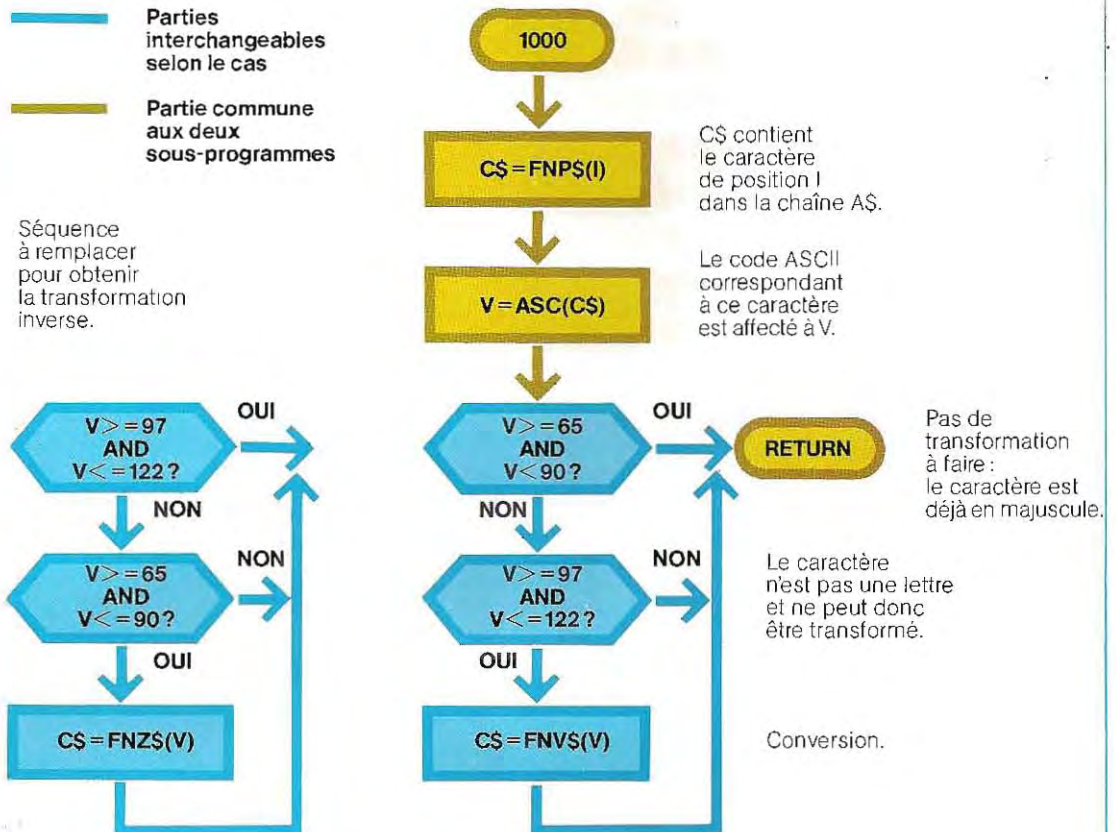 Parties
interchangeables
selon le cas
Partie commune
aux deux
sous-programmes
Séquence
à remplacer
pour obtenir
la transformation
inverse.
1000
C$=FNP$(I)
C$ contient
le caractère
de position I
dans la chaîne A$.
V=ASC(C$)
Le code ASCII
correspondant
à ce caractère
est affecté à V.
V>=97
AND
V<=122?
OUI
NON
V>=65
AND
V<=90?
NON
OUI
C$=FNZ$(V)
V>=65
AND
V<90?
OUI
NON
RETURN
Pas de
transformation
à faire :
le caractère est
déjà en majuscule.
V>=97
AND
V<=122?
NON
OUI
Le caractère
n'est pas une lettre
et ne peut donc
être transformé.
C$=FNV$(V)
Conversion.